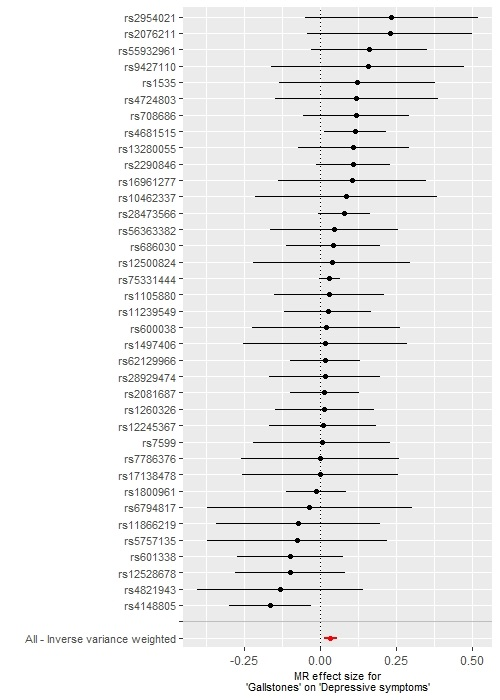 rs2954021
rs2076211
rs55932961
rs9427110
rs1535
rs4724803
rs708686
rs4681515
rs13280055
rs2290846
rs16961277
rs10462337
rs28473566
rs56363382
rs686030
rs12500824
rs75331444
rs1105880
rs11239549
rs600038
rs1497406
rs62129966
rs28929474
rs2081687
rs1260326
rs12245367
rs7599
rs7786376
rs17138478
rs1800961
rs6794817
rs11866219
rs5757135
rs601338
rs12528678
rs4821943
rs4148805
All - Inverse variance weighted
-0.25 0.00 0.25 0.50
MR effect size for
'Gallstones' on 'Depressive symptoms'